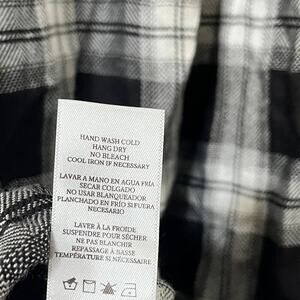 HAND WASH COLD
HANG DRY
NO BLEACH
COOL IRON IF NECESSARY
LAVAR A MANO EN AGUA FRIA
SECAR COLGADO
NO USAR BLANQUEADOR
PLANCHADO EN FRÍO SI FUERA
NECESARIO
LAVER À LA FROIDE
SUSPENDRE POUR SÉCHER
NE PAS BLANCHIR
REPASSAGE À BASSE
TEMPÉRATURE SI NÉCESSAIRE